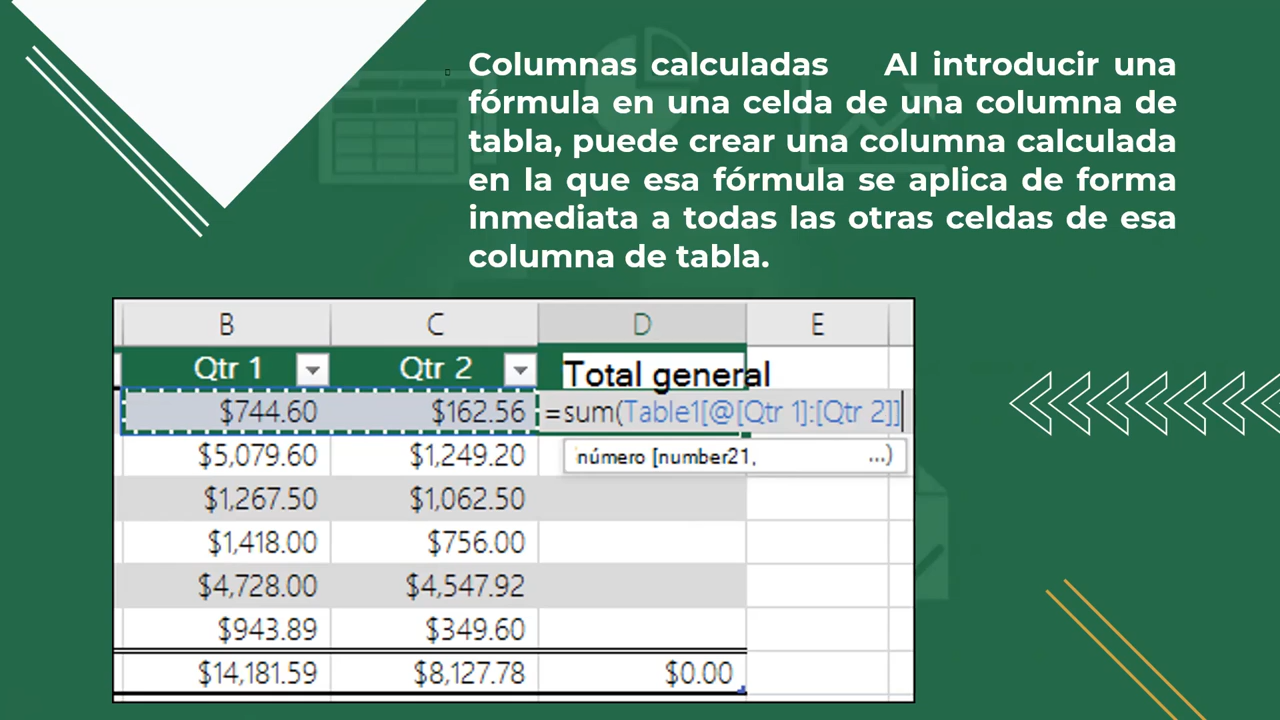 Columnas calculadas Al introducir una
fórmula en una celda de una columna de
tabla, puede crear una columna calculada
en la que esa fórmula se aplica de forma
inmediata a todas las otras celdas de esa
columna de tabla.
B C D E
Qtr 1 Qtr 2 Total general
$744.60 $162.56 =sum(Table1[@[Qtr 1]:[Qtr 2]]
$5,079.60 $1,249.20 número [number21, ...)
$1,267.50 $1,062.50
$1,418.00 $756.00
$4,728.00 $4,547.92
$943.89 $349.60
$14,181.59 $8,127.78 $0.00